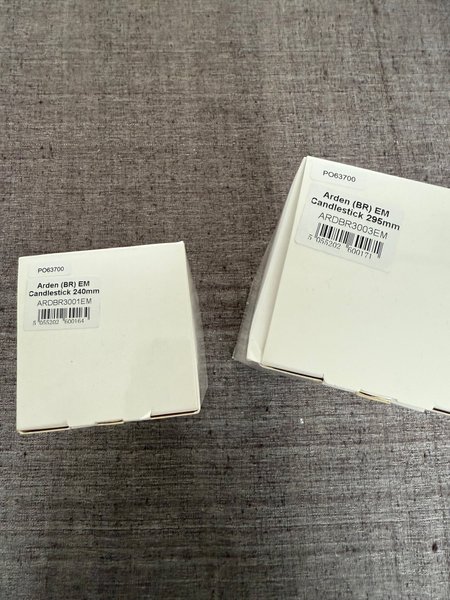 PO63700
Arden (BR) EM
Candlestick 240mm
ARDBR3001EM
5 055202 600164
PO63700
Arden (BR) EM
Candlestick 295mm
ARDBR3003EM
5 055202 600171